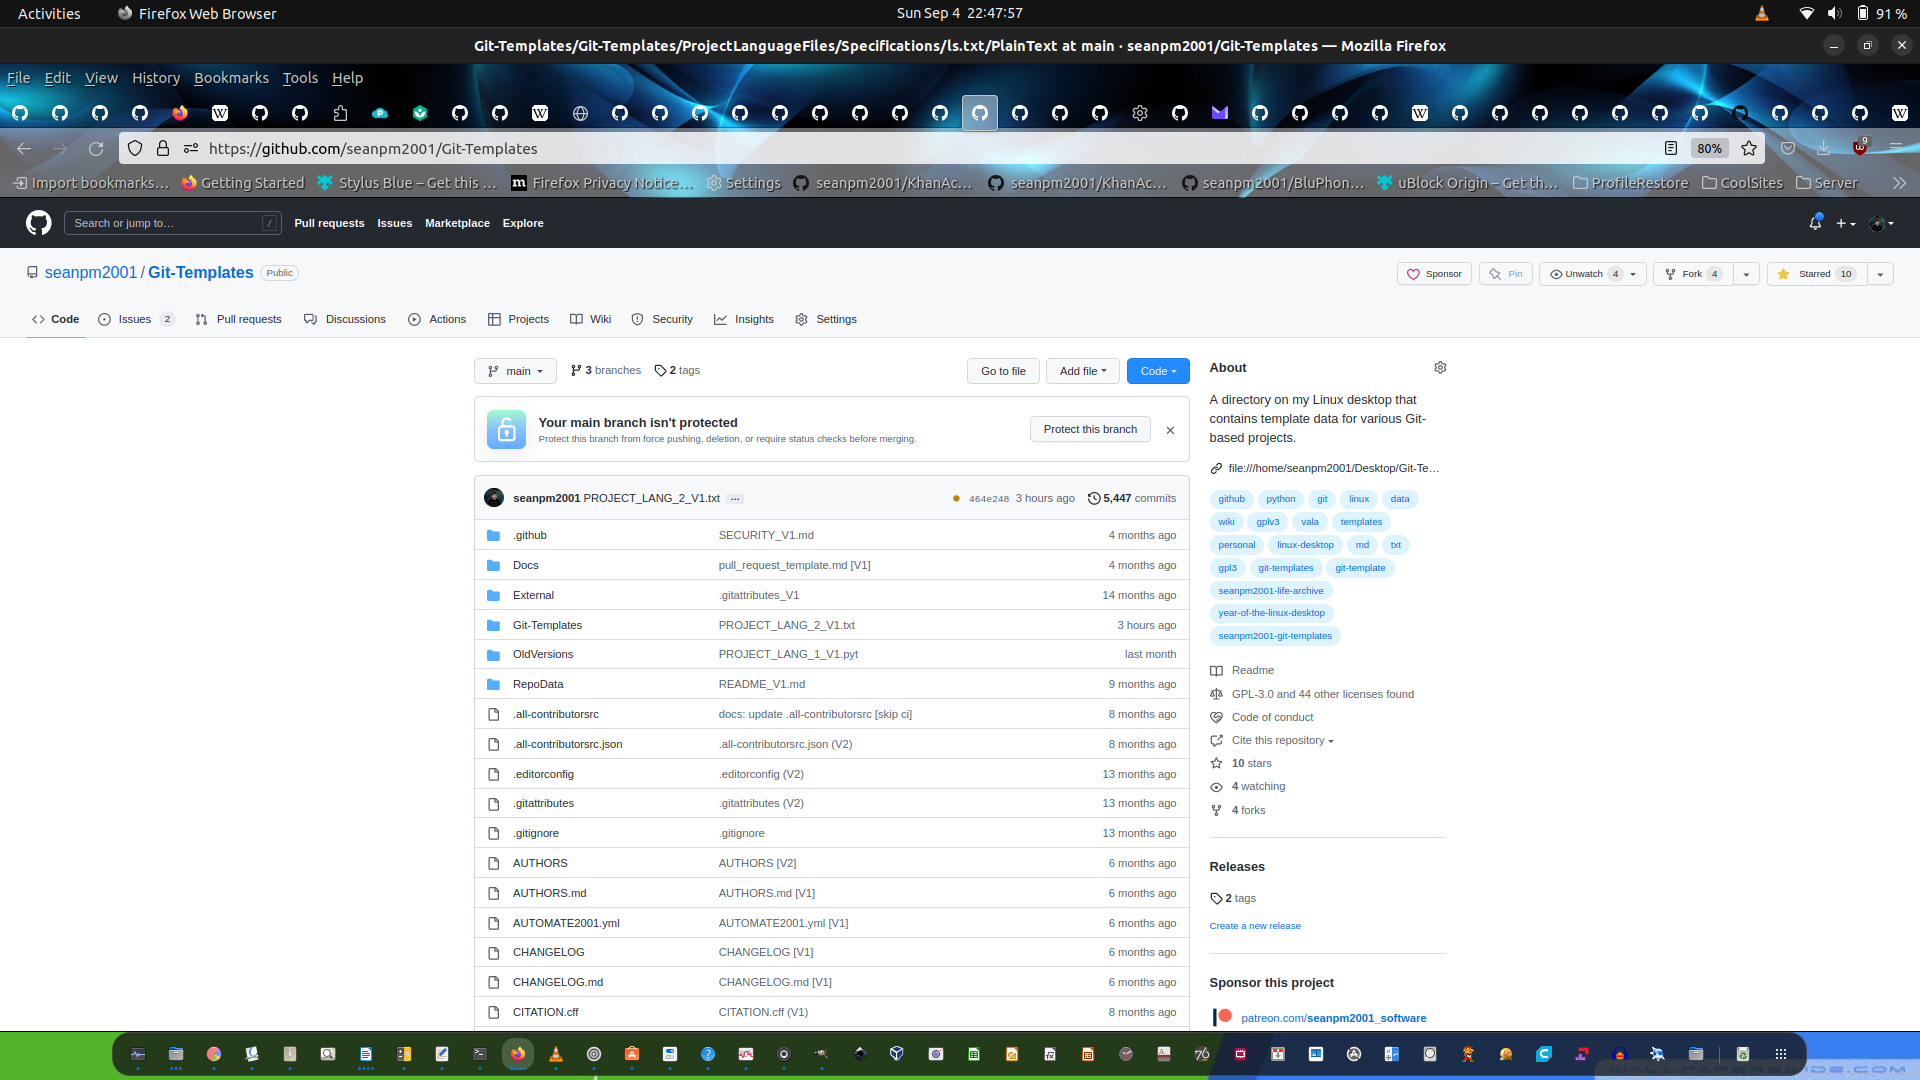 Activities
Firefox Web Browser
Sun Sep 4 22:47:57
91 %
Git-Templates/Git-Templates/ProjectLanguageFiles/Specifications/ls.txt/PlainText at main · seanpm2001/Git-Templates — Mozilla Firefox
File Edit View History Bookmarks Tools Help
https://github.com/seanpm2001/Git-Templates
80%
9
Import bookmarks… Getting Started Stylus Blue – Get this … Firefox Privacy Notice… Settings seanpm2001/KhanAc… seanpm2001/KhanAc… seanpm2001/BluPhon… uBlock Origin – Get th… ProfileRestore CoolSites Server
Search or jump to… /
Pull requests Issues Marketplace Explore
seanpm2001 / Git-Templates Public
Sponsor Pin Unwatch 4 Fork 4 Starred 10
Code Issues 2 Pull requests Discussions Actions Projects Wiki Security Insights Settings
main 3 branches 2 tags Go to file Add file Code
Your main branch isn't protected
Protect this branch from force pushing, deletion, or require status checks before merging.
Protect this branch
seanpm2001 PROJECT_LANG_2_V1.txt ... 464e248 3 hours ago 5,447 commits
.github SECURITY_V1.md 4 months ago
Docs pull_request_template.md [V1] 4 months ago
External .gitattributes_V1 14 months ago
Git-Templates PROJECT_LANG_2_V1.txt 3 hours ago
OldVersions PROJECT_LANG_1_V1.pyt last month
RepoData README_V1.md 9 months ago
.all-contributorsrc docs: update .all-contributorsrc [skip ci] 8 months ago
.all-contributorsrc.json .all-contributorsrc.json (V2) 8 months ago
.editorconfig .editorconfig (V2) 13 months ago
.gitattributes .gitattributes (V2) 13 months ago
.gitignore .gitignore 13 months ago
AUTHORS AUTHORS [V2] 6 months ago
AUTHORS.md AUTHORS.md [V1] 6 months ago
AUTOMATE2001.yml AUTOMATE2001.yml [V1] 6 months ago
CHANGELOG CHANGELOG [V1] 6 months ago
CHANGELOG.md CHANGELOG.md [V1] 6 months ago
CITATION.cff CITATION.cff (V1) 8 months ago
About
A directory on my Linux desktop that
contains template data for various Git-
based projects.
file:///home/seanpm2001/Desktop/Git-Te…
github python git linux data
wiki gplv3 vala templates
personal linux-desktop md txt
gpl3 git-templates git-template
seanpm2001-life-archive
year-of-the-linux-desktop
seanpm2001-git-templates
Readme
GPL-3.0 and 44 other licenses found
Code of conduct
Cite this repository
10 stars
4 watching
4 forks
Releases
2 tags
Create a new release
Sponsor this project
patreon.com/seanpm2001_software